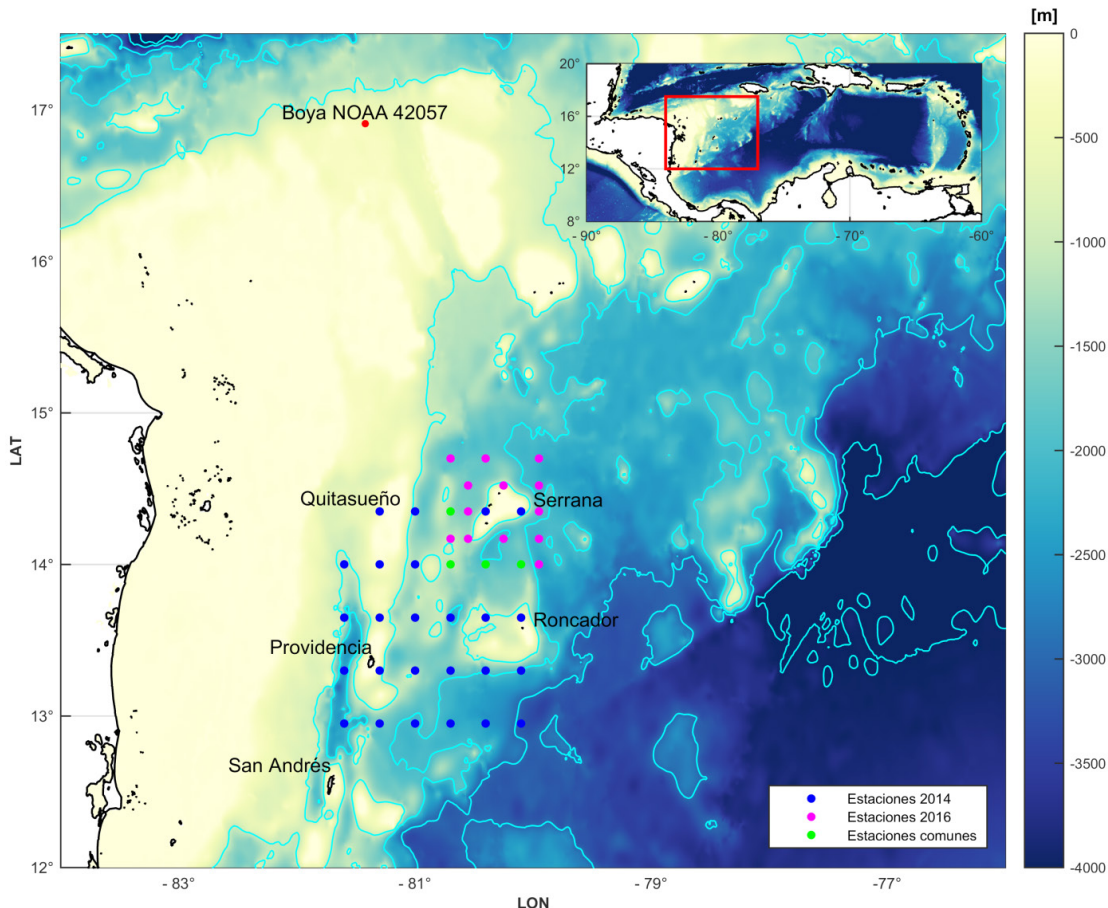 [m]
0
-500
-1000
-1500
-2000
-2500
-3000
-3500
-4000
20°
16°
12°
8°
- 90°
- 80°
- 70°
- 60°
17°
16°
15°
14°
13°
12°
LAT
Boya NOAA 42057
Quitasueño
Serrana
Roncador
Providencia
San Andrés
Estaciones 2014
Estaciones 2016
Estaciones comunes
- 83°
- 81°
- 79°
- 77°
LON